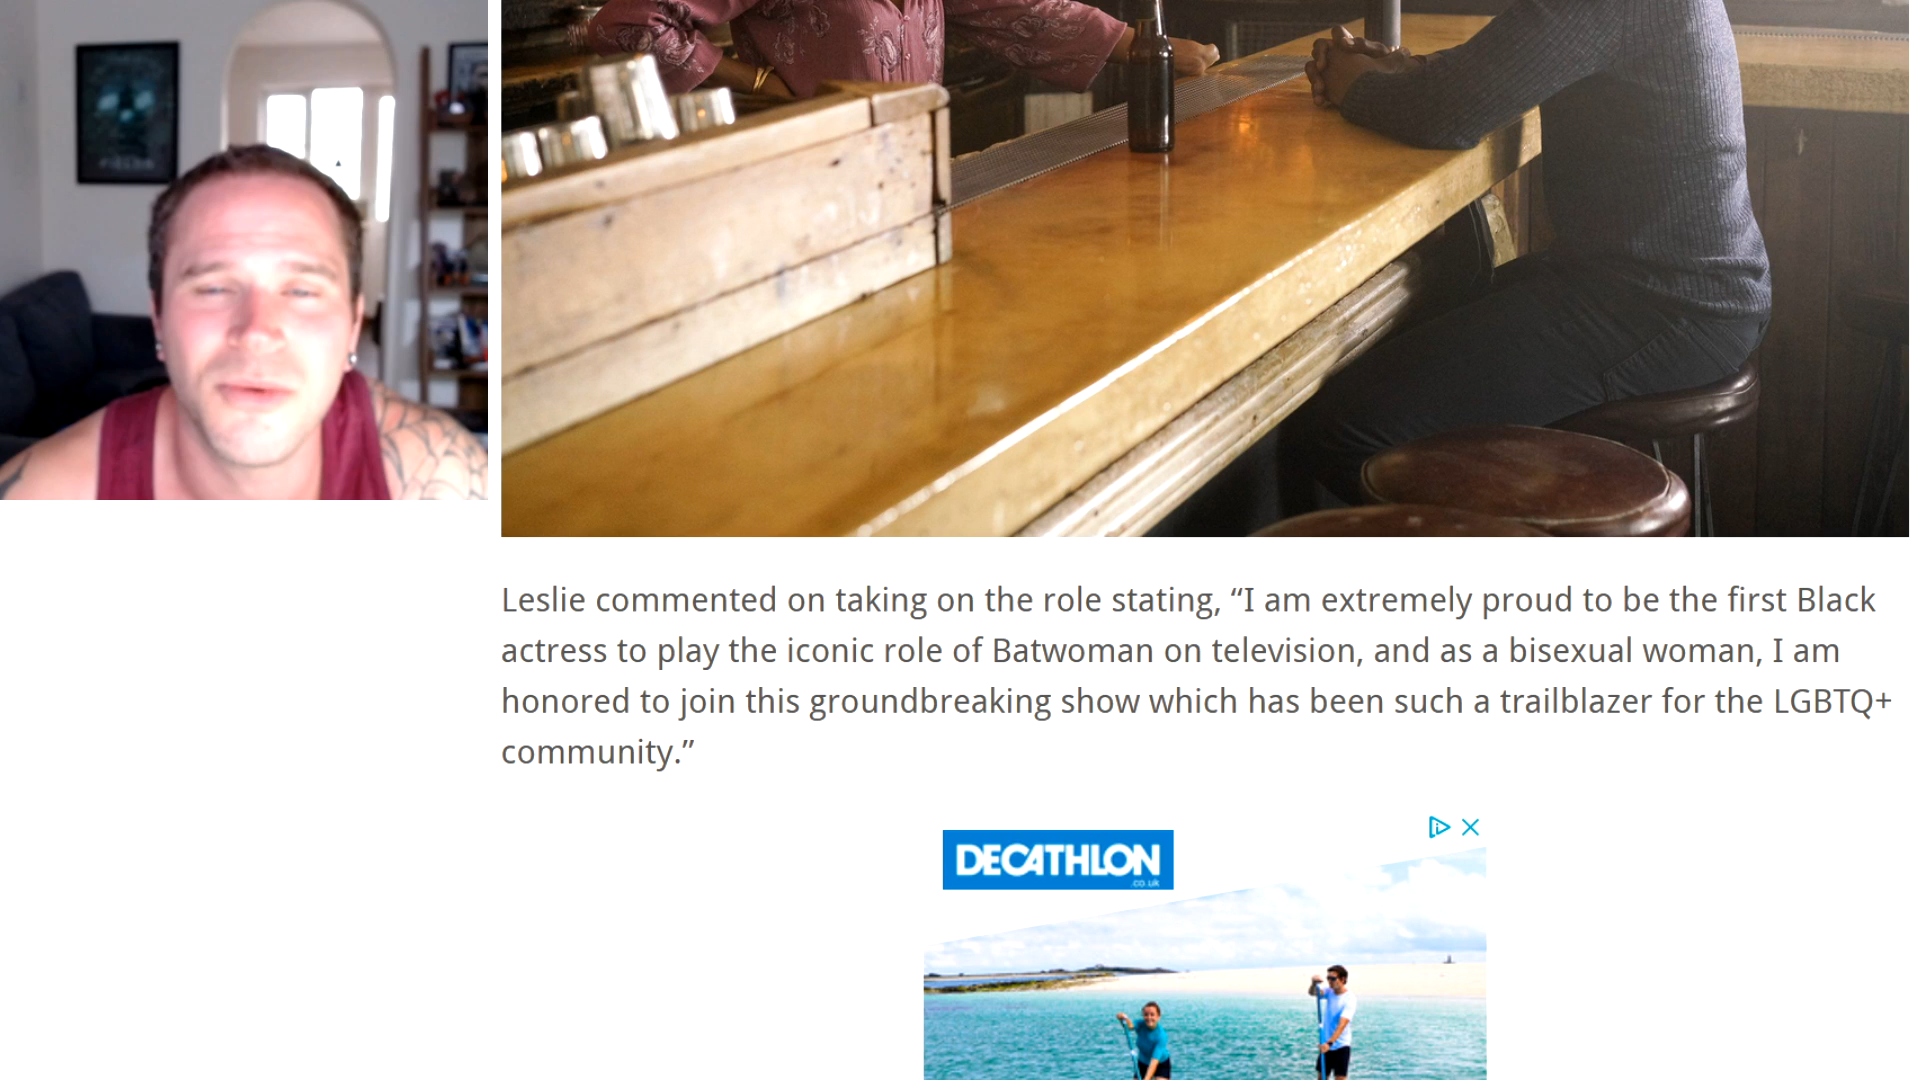 Leslie commented on taking on the role stating, “I am extremely proud to be the first Black
actress to play the iconic role of Batwoman on television, and as a bisexual woman, I am
honored to join this groundbreaking show which has been such a trailblazer for the LGBTQ+
community.”
DECATHLON
.co.uk